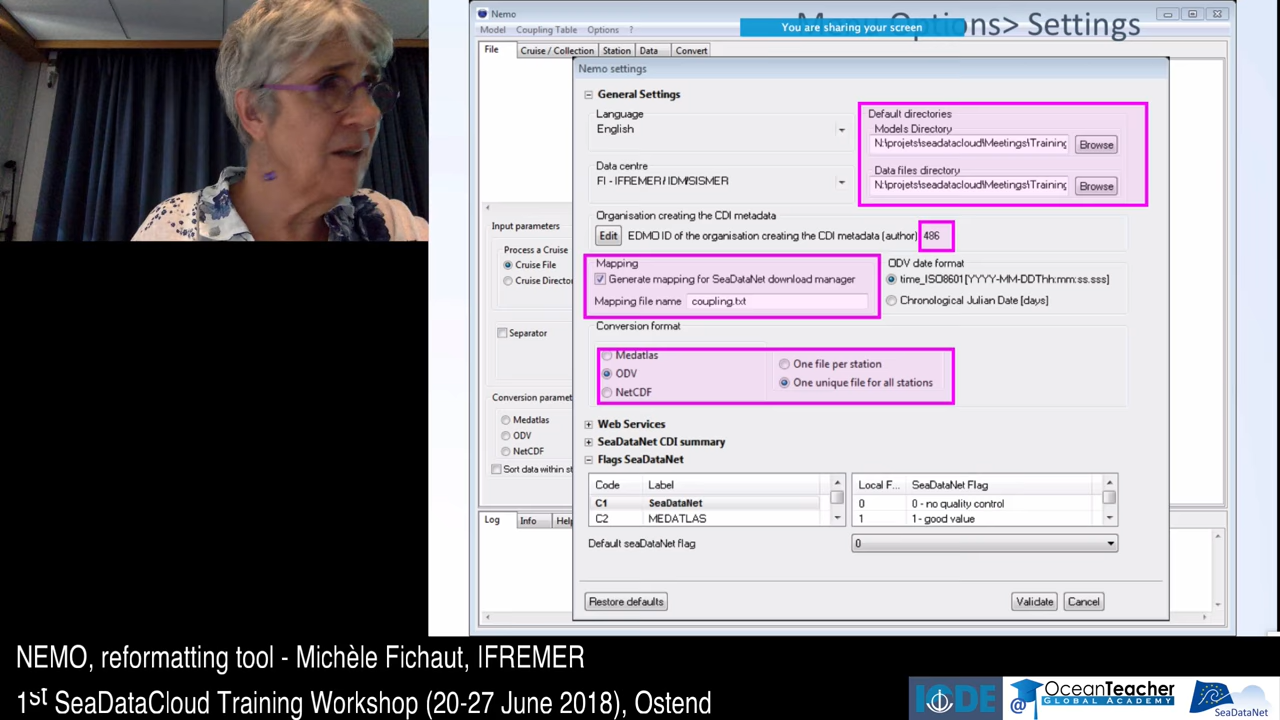 Menu Options> Settings
You are sharing your screen
Nemo
Model Coupling Table Options ?
File Cruise / Collection Station Data Convert
Nemo settings
General Settings
Language
English
Data centre
FI - IFREMER / IDM/SISMER
Default directories
Models Directory
N:\projets\seadatacloud\Meetings\Training Browse
Data files directory
N:\projets\seadatacloud\Meetings\Training Browse
Organisation creating the CDI metadata
Edit EDMO ID of the organisation creating the CDI metadata (author) 486
Mapping
Generate mapping for SeaDataNet download manager
Mapping file name coupling.txt
ODV date format
time_ISO8601 [YYYY-MM-DDThh:mm:ss.sss]
Chronological Julian Date [days]
Conversion format
Medatlas
ODV
NetCDF
One file per station
One unique file for all stations
Web Services
SeaDataNet CDI summary
Flags SeaDataNet
Code Label
C1 SeaDataNet
C2 MEDATLAS
Local F... SeaDataNet Flag
0 0 - no quality control
1 1 - good value
Default seaDataNet flag 0
Restore defaults Validate Cancel
Input parameters
Process a Cruise
Cruise File
Cruise Director
Separator
Conversion parame
Medatlas
ODV
NetCDF
Sort data within st
Log Info Help
NEMO, reformatting tool - Michèle Fichaut, IFREMER
1st SeaDataCloud Training Workshop (20-27 June 2018), Ostend
IODE
@ OceanTeacher
GLOBAL ACADEMY
SeaDataNet